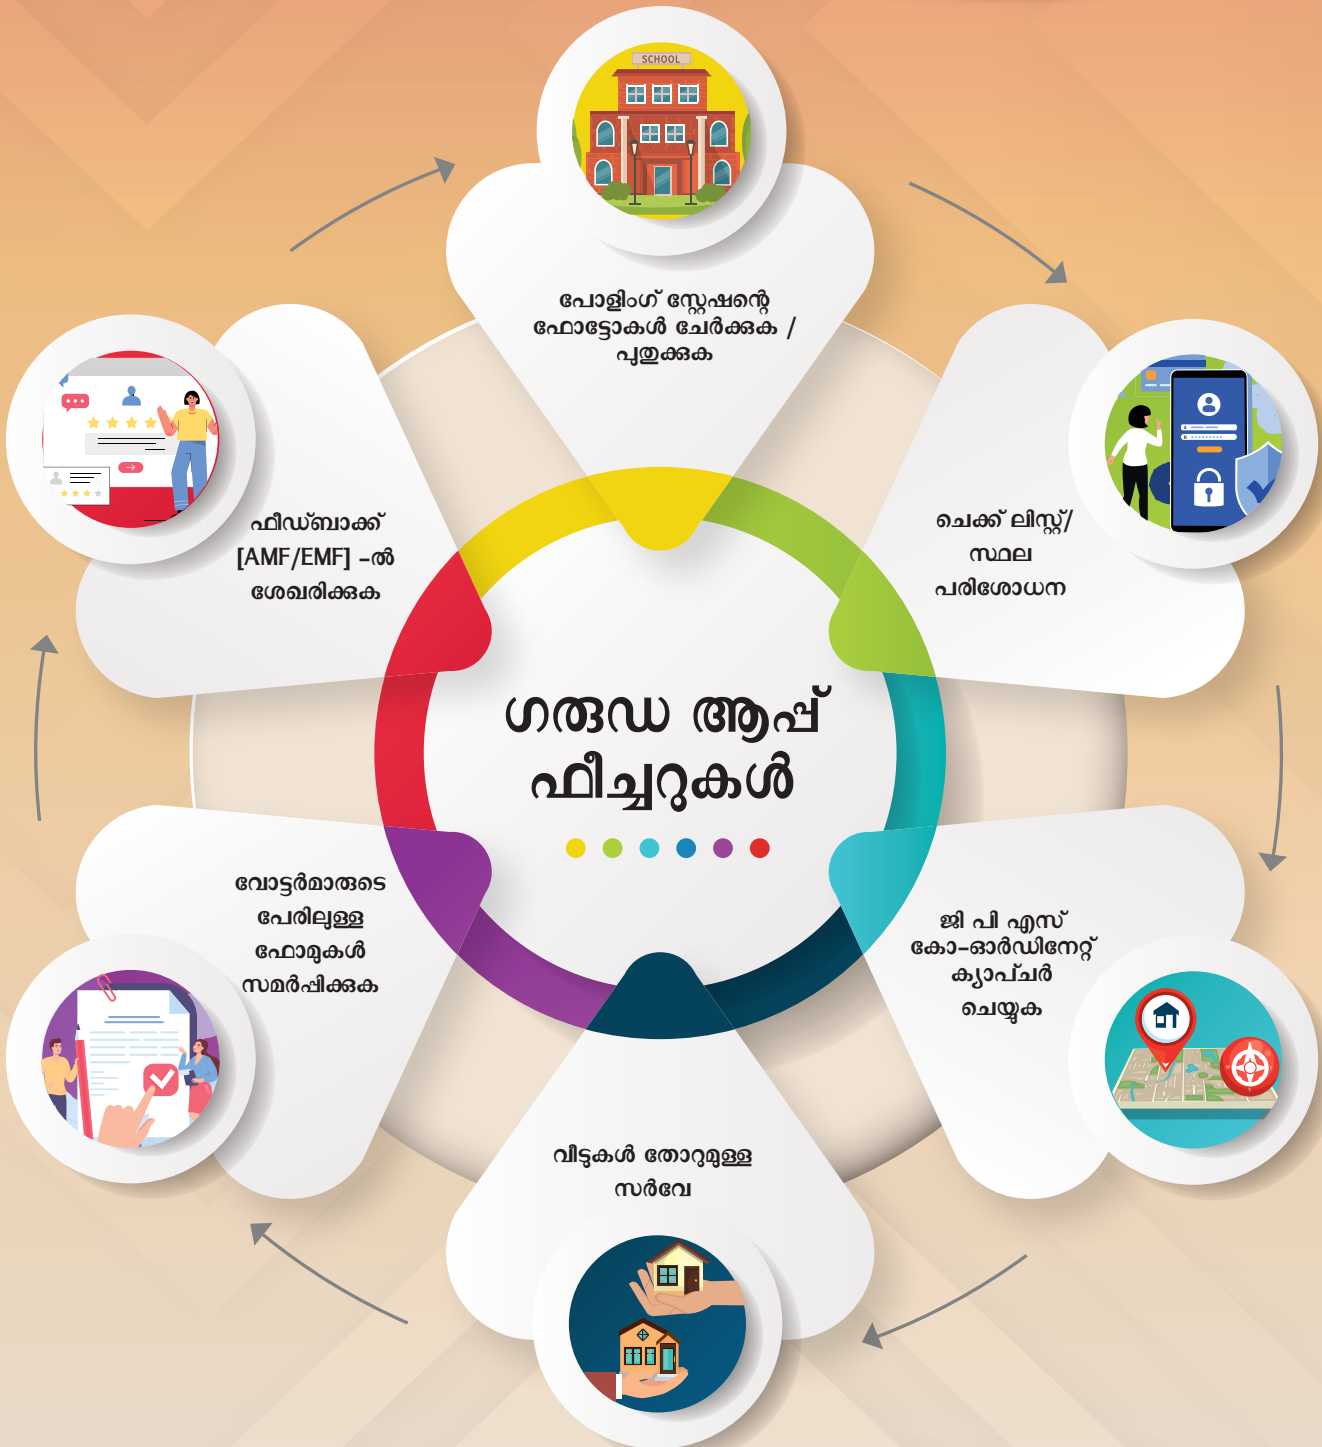 SCHOOL
പോളിംഗ് സ്റ്റേഷന്റെ
ഫോട്ടോകൾ ചേർക്കുക /
പുതുക്കുക
ചെക്ക് ലിസ്റ്റ്/
സ്ഥല
പരിശോധന
ജി പി എസ്
കോ-ഓർഡിനേറ്റ്
ക്യാപ്ചർ
ചെയ്യുക
വീടുകൾ തോറുമുള്ള
സർവേ
വോട്ടർമാരുടെ
പേരിലുള്ള
ഫോമുകൾ
സമർപ്പിക്കുക
ഫീഡ്ബാക്ക്
[AMF/EMF] -ൽ
ശേഖരിക്കുക
ഗരുഡ ആപ്പ്
ഫീച്ചറുകൾ